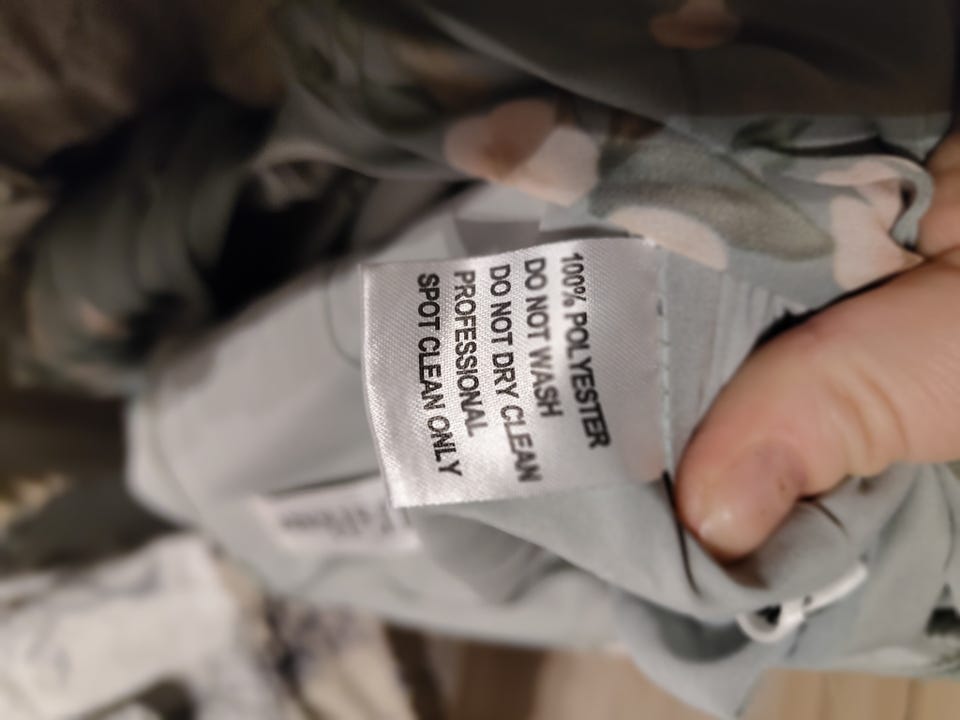 100% POLYESTER
DO NOT WASH
DO NOT DRY CLEAN
PROFESSIONAL
SPOT CLEAN ONLY